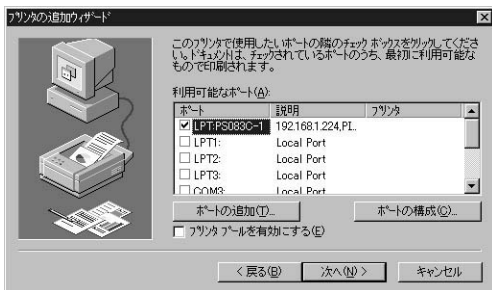 プリンタの追加ウィザード
このプリンタで使用したいポートの隣のチェック ボックスをクリックしてくださ
い。ドキュメントは、チェックされているポートのうち、最初に利用可能な
もので印刷されます。
利用可能なポート(A):
ポート 説明 プリンタ
LPT:PS083C-1 192.168.1.224,PI..
LPT1: Local Port
LPT2: Local Port
LPT3: Local Port
COM3: Local Port
ポートの追加(T)... ポートの構成(C)...
プリンタ プールを有効にする(E)
< 戻る(B) 次へ(N) > キャンセル